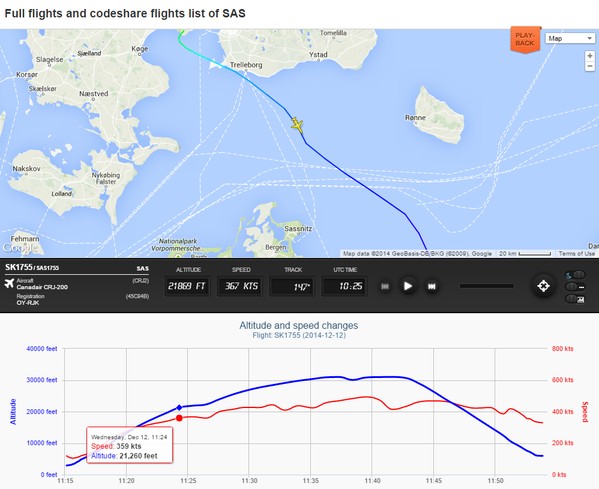 Full flights and codeshare flights list of SAS
Slagelse
Sjælland
Køge
Korsør
Skælskør
Næstved
Trelleborg
Tomelilla
Ystad
PLAY-
BACK
Map
+
−
Rønne
Nakskov
Nykøbing
Falster
Lolland
Fehmarn
Nationalpark
Vorpommersche
Sassnitz
Bergen
Google
Map data ©2014 GeoBasis-DE/BKG (©2009), Google
20 km
Terms of Use
SK1755/SAS1755
SAS
Aircraft
(CRJ2)
Canadair CRJ-200
Registration
(45C94B)
OY-RJK
ALTITUDE
SPEED
TRACK
UTC TIME
21869 FT
367 KTS
147°
10:25
Altitude and speed changes
Flight: SK1755 (2014-12-12)
40000 feet
30000 feet
20000 feet
10000 feet
0 feet
Altitude
800 kts
600 kts
400 kts
200 kts
0 kts
Speed
Wednesday, Dec 12, 11:24
Speed: 359 kts
Altitude: 21,260 feet
11:15
11:20
11:25
11:30
11:35
11:40
11:45
11:50